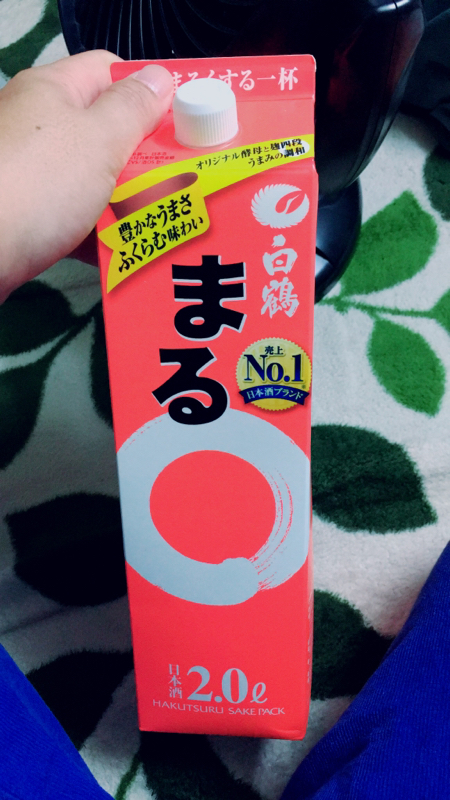 まるくする一杯
オリジナル酵母と麹四段
うまみの調和
豊かなうまさ
ふくらむ味わい
白鶴
まる
売上
No.1
日本酒ブランド
日本酒 2.0ℓ
HAKUTSURU SAKE PACK